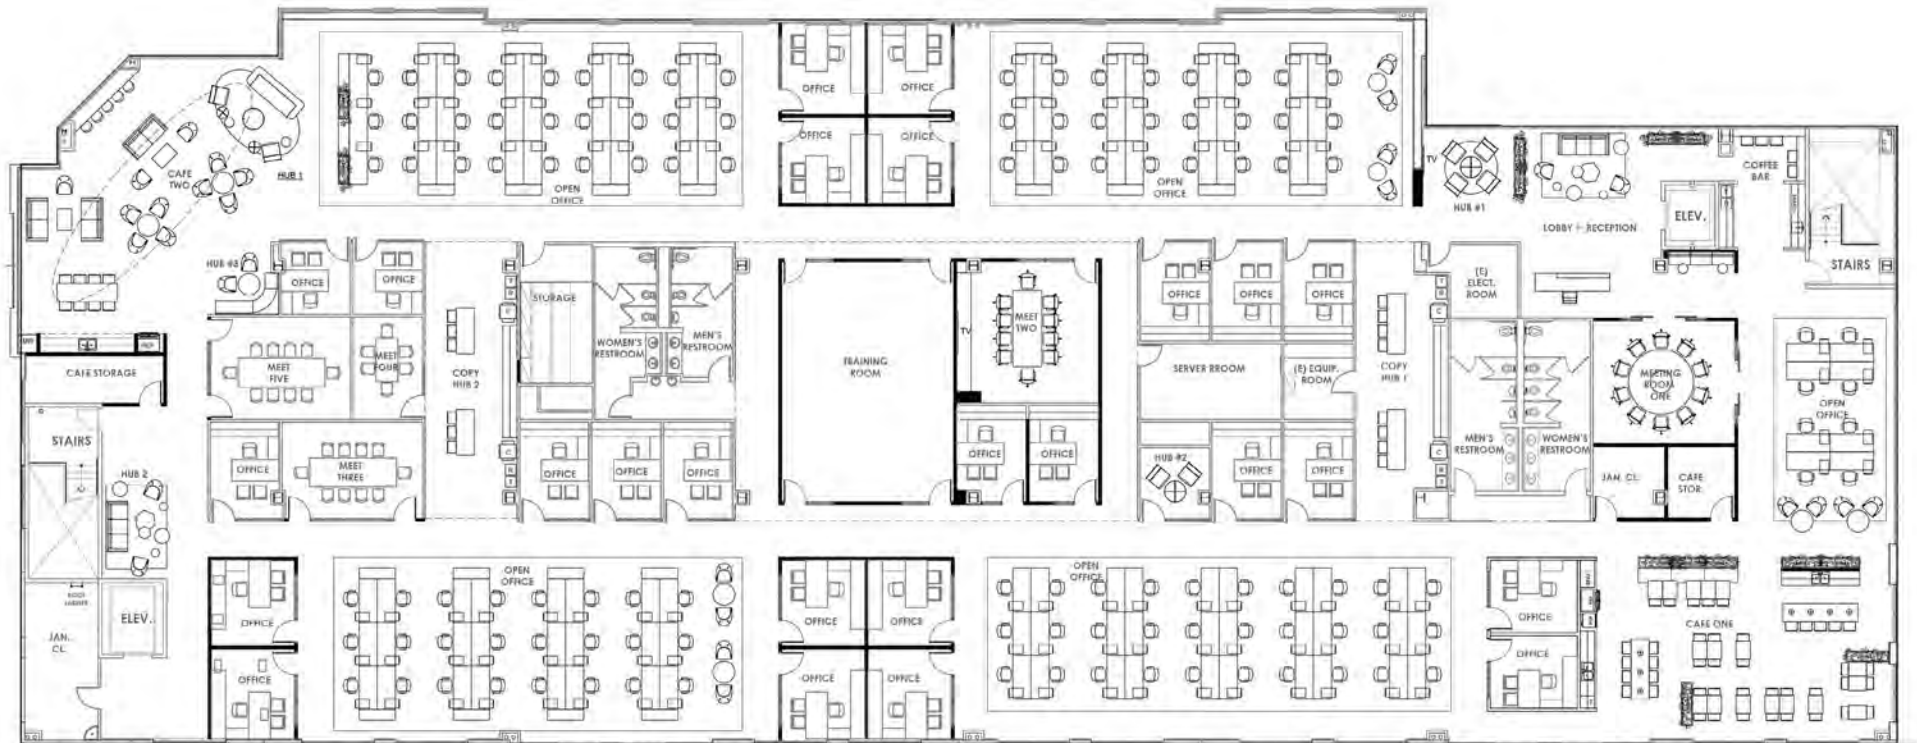 OFFICE
OFFICE
OFFICE
OFFICE
OPEN
OFFICE
OPEN
OFFICE
CAFE
TWO
HUB 1
TV
HUB #1
COFFEE
BAR
ELEV.
LOBBY + RECEPTION
STAIRS
HUB #3
OFFICE
OFFICE
STORAGE
WOMEN'S
RESTROOM
MEN'S
RESTROOM
TRAINING
ROOM
TV
MEET
TWO
OFFICE
OFFICE
OFFICE
(E)
ELECT.
ROOM
MEET
FIVE
MEET
FOUR
COPY
HUB 2
SERVER RROOM
(E) EQUIP.
ROOM
COPY
HUB 1
MEETING
ROOM
ONE
OPEN
OFFICE
CAFE STORAGE
STAIRS
HUB 2
OFFICE
MEET
THREE
OFFICE
OFFICE
OFFICE
OFFICE
OFFICE
HUB #2
OFFICE
OFFICE
MEN'S
RESTROOM
WOMEN'S
RESTROOM
JAN. CL.
CAFE
STOR.
ELEV.
JAN.
CL.
OFFICE
OFFICE
OPEN
OFFICE
OFFICE
OFFICE
OFFICE
OFFICE
OPEN
OFFICE
OFFICE
OFFICE
CAFE ONE